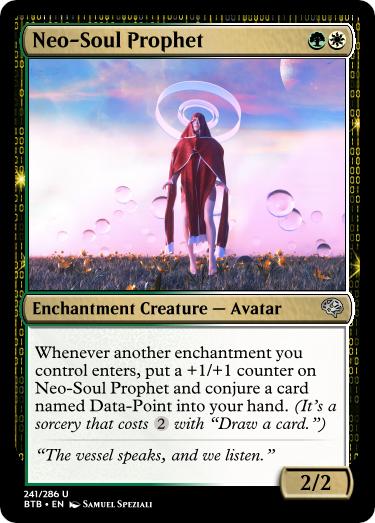 Neo-Soul Prophet
Enchantment Creature — Avatar
Whenever another enchantment you
control enters, put a +1/+1 counter on
Neo-Soul Prophet and conjure a card
named Data-Point into your hand. (It's a
sorcery that costs 2 with “Draw a card.”)
“The vessel speaks, and we listen.”
2/2
241/286 U
BTB • EN Samuel Speziali